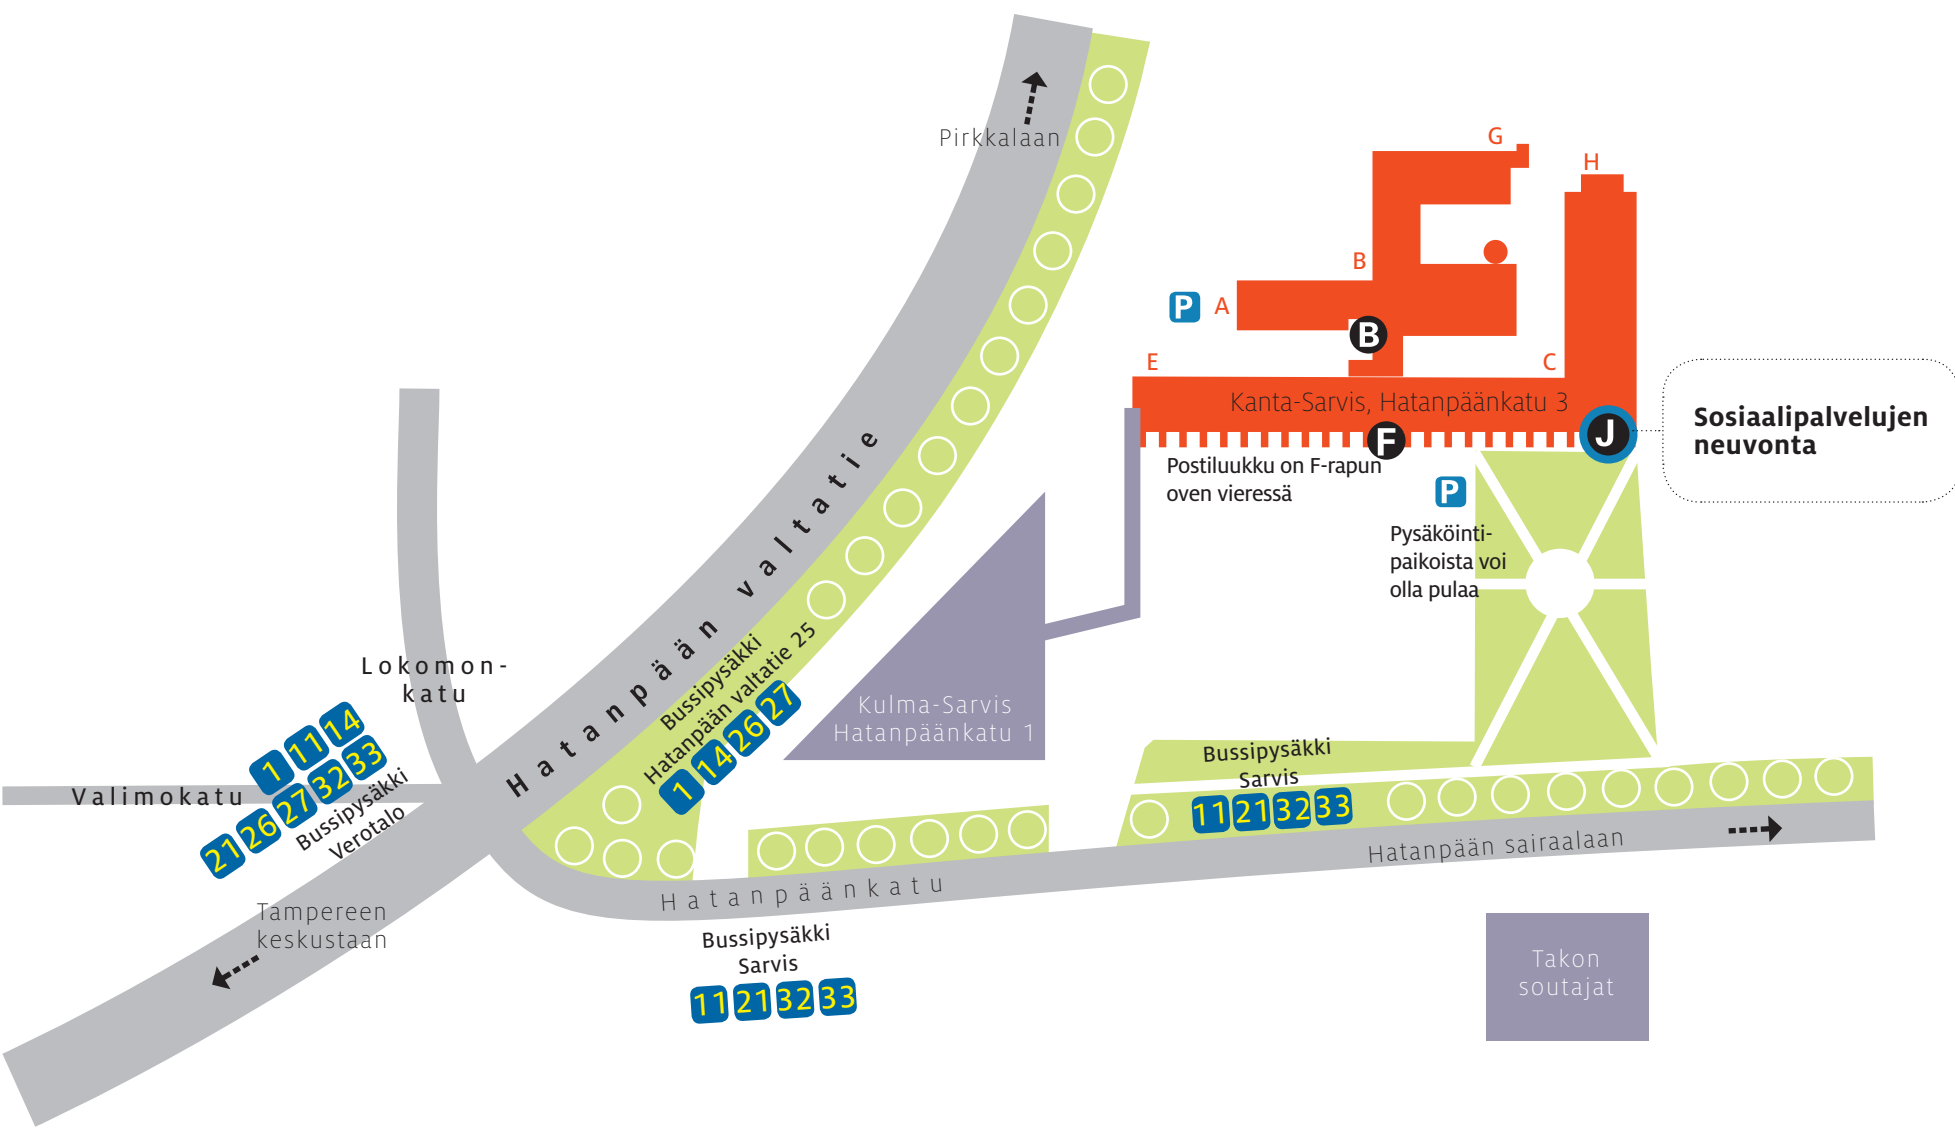 Pirkkalaan
G
H
B
P
A
B
E
C
Kanta-Sarvis, Hatanpäänkatu 3
F
J
Sosiaalipalvelujen
neuvonta
Postiluukku on F-rapun
oven vieressä
P
Pysäköinti-
paikoista voi
olla pulaa
Hatanpään valtatie
Lokomon-
katu
Bussipysäkki
Hatanpään valtatie 25
1 14 26 27
Kulma-Sarvis
Hatanpäänkatu 1
1 11 14
21 26 27 32 33
Bussipysäkki
Verotalo
Valimokatu
Bussipysäkki
Sarvis
11 21 32 33
Hatanpään sairaalaan
Hatanpäänkatu
Tampereen
keskustaan
Bussipysäkki
Sarvis
11 21 32 33
Takon
soutajat